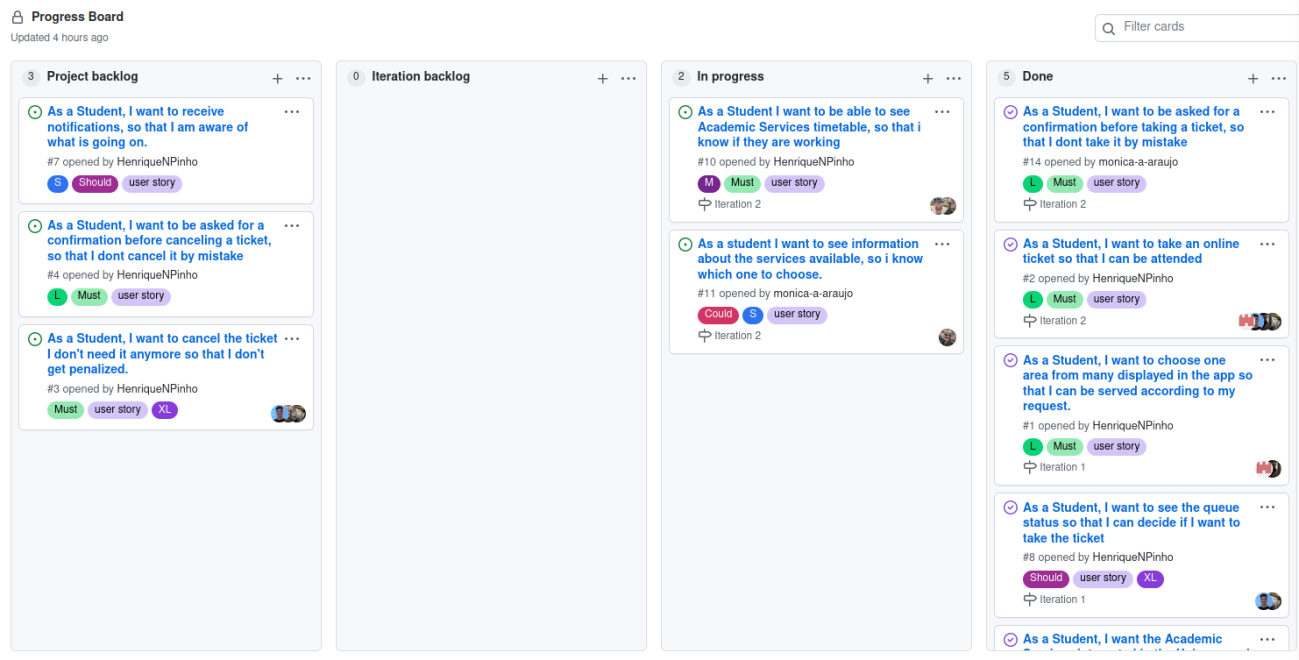 Progress Board
Updated 4 hours ago
Filter cards
3 Project backlog
As a Student, I want to receive
notifications, so that I am aware of
what is going on.
#7 opened by HenriqueNPinho
S Should user story
As a Student, I want to be asked for a
confirmation before canceling a ticket,
so that I dont cancel it by mistake
#4 opened by HenriqueNPinho
L Must user story
As a Student, I want to cancel the ticket
I don't need it anymore so that I don't
get penalized.
#3 opened by HenriqueNPinho
Must user story XL
0 Iteration backlog
2 In progress
As a Student I want to be able to see
Academic Services timetable, so that i
know if they are working
#10 opened by HenriqueNPinho
M Must user story
Iteration 2
As a student I want to see information
about the services available, so i know
which one to choose.
#11 opened by monica-a-araujo
Could S user story
Iteration 2
5 Done
As a Student, I want to be asked for a
confirmation before taking a ticket, so
that I dont take it by mistake
#14 opened by monica-a-araujo
L Must user story
Iteration 2
As a Student, I want to take an online
ticket so that I can be attended
#2 opened by HenriqueNPinho
L Must user story
Iteration 2
As a Student, I want to choose one
area from many displayed in the app so
that I can be served according to my
request.
#1 opened by HenriqueNPinho
L Must user story
Iteration 1
As a Student, I want to see the queue
status so that I can decide if I want to
take the ticket
#8 opened by HenriqueNPinho
Should user story XL
Iteration 1
As a Student, I want the Academic